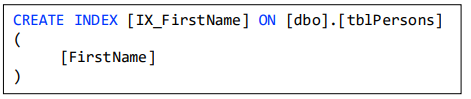 CREATE INDEX [IX_FirstName] ON [dbo].[tblPersons]
(
[FirstName]
)